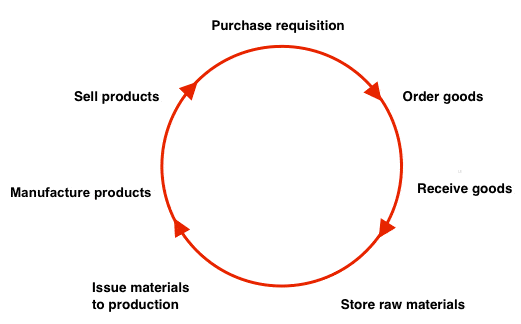 Purchase requisition
Order goods
Receive goods
Store raw materials
Issue materials
to production
Manufacture products
Sell products